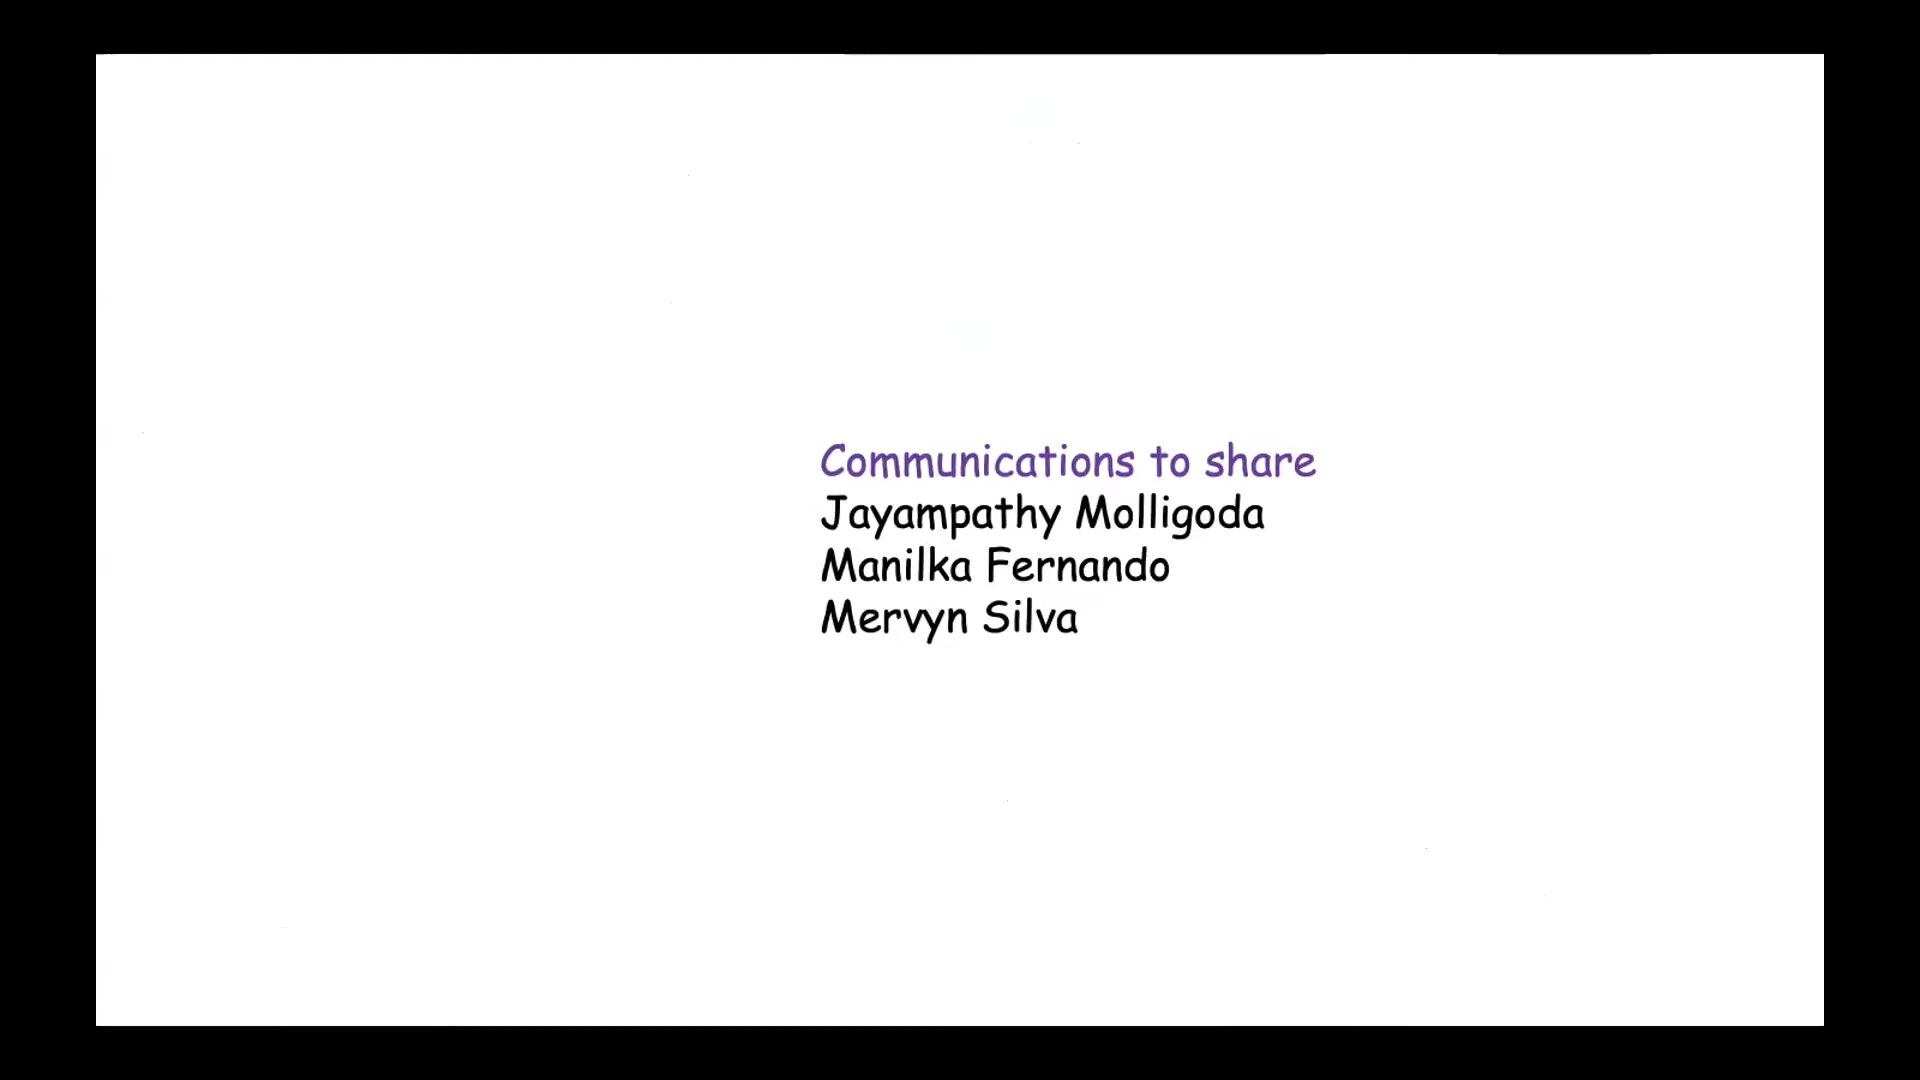 Communications to share
Jayampathy Molligoda
Manilka Fernando
Mervyn Silva